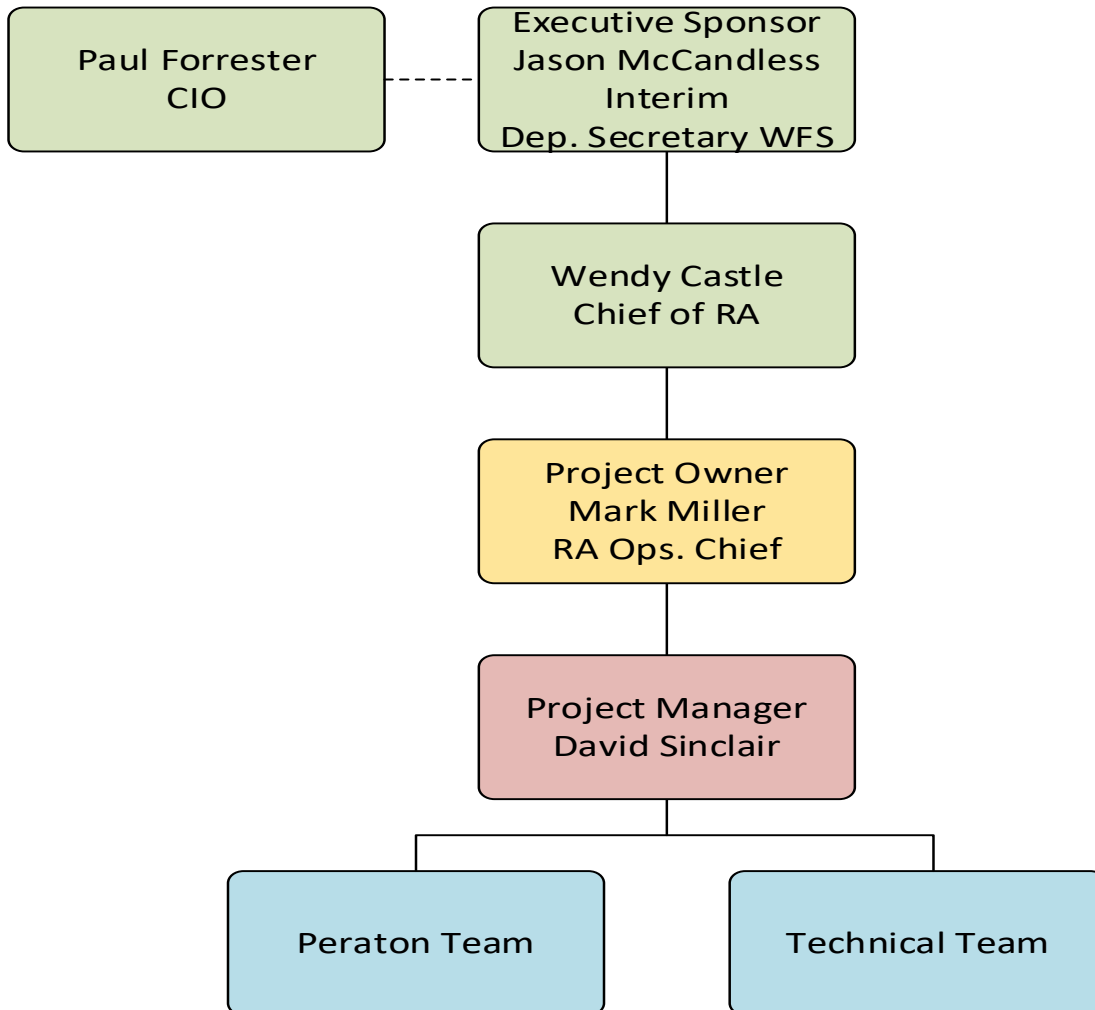 Paul Forrester
CIO
Executive Sponsor
Jason McCandless
Interim
Dep. Secretary WFS
Wendy Castle
Chief of RA
Project Owner
Mark Miller
RA Ops. Chief
Project Manager
David Sinclair
Peraton Team
Technical Team